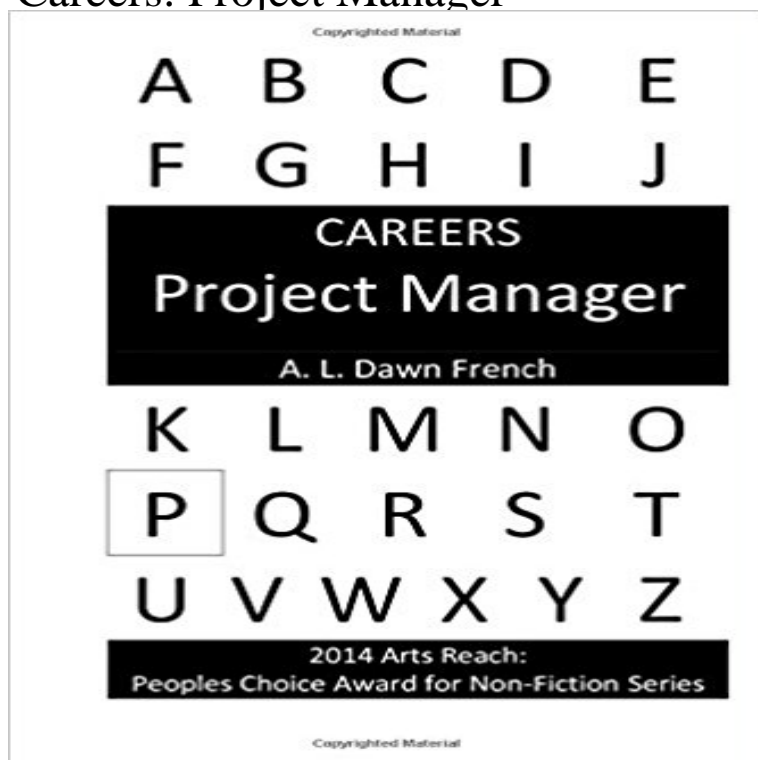 Careers: Project Manager
Copyrighted Material
A B C D E
F G H I J
CAREERS
Project Manager
A. L. Dawn French
K L M N O
P Q R S T
U V W X Y Z
2014 Arts Reach:
Peoples Choice Award for Non-Fiction Series
Copyrighted Material